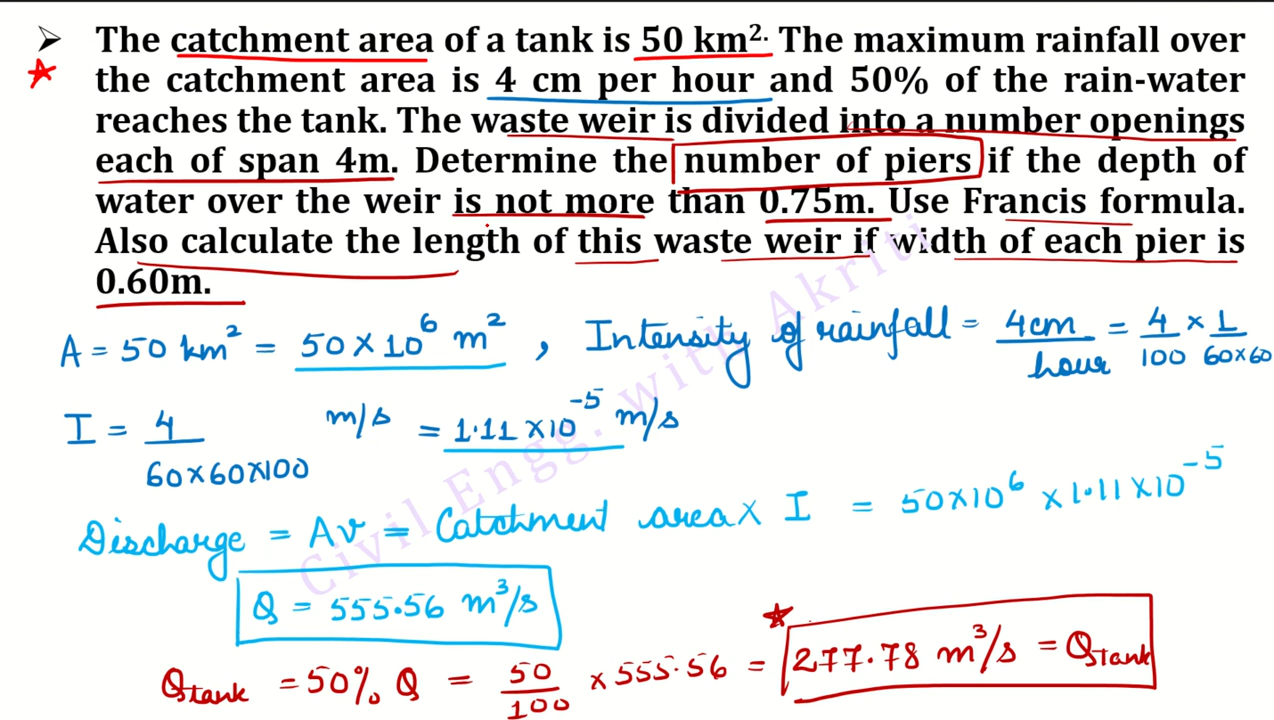 ➢ The catchment area of a tank is 50 km². The maximum rainfall over
★ the catchment area is 4 cm per hour and 50% of the rain-water
reaches the tank. The waste weir is divided into a number openings
each of span 4m. Determine the number of piers if the depth of
water over the weir is not more than 0.75m. Use Francis formula.
Also calculate the length of this waste weir if width of each pier is
0.60m.
A = 50 km² = 50 × 10⁶ m² , Intensity of rainfall = 4cm/hour = 4/100 × 1/60×60
I = 4/60×60×100 m/s = 1.11 × 10⁻⁵ m/s
Discharge = Av = Catchment area × I = 50×10⁶ × 1.11 × 10⁻⁵
Q = 555.56 m³/s
Qtank = 50% Q = 50/100 × 555.56 = ★ 277.78 m³/s = Qtank
Civil Engg. with Akriti